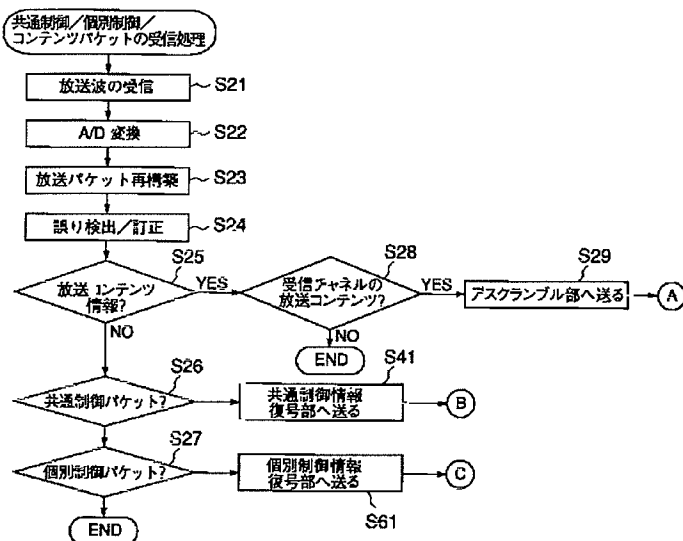 共通制御／個別制御／
コンテンツパケットの受信処理
放送波の受信
S21
A/D 変換
S22
放送パケット再構築
S23
誤り検出／訂正
S24
放送コンテンツ
情報?
S25
YES
NO
受信チャネルの
放送コンテンツ?
S28
YES
NO
END
アスクランブル部へ送る
S29
A
共通制御パケット?
S26
共通制御情報
復号部へ送る
S41
B
個別制御パケット?
S27
個別制御情報
復号部へ送る
S61
C
END